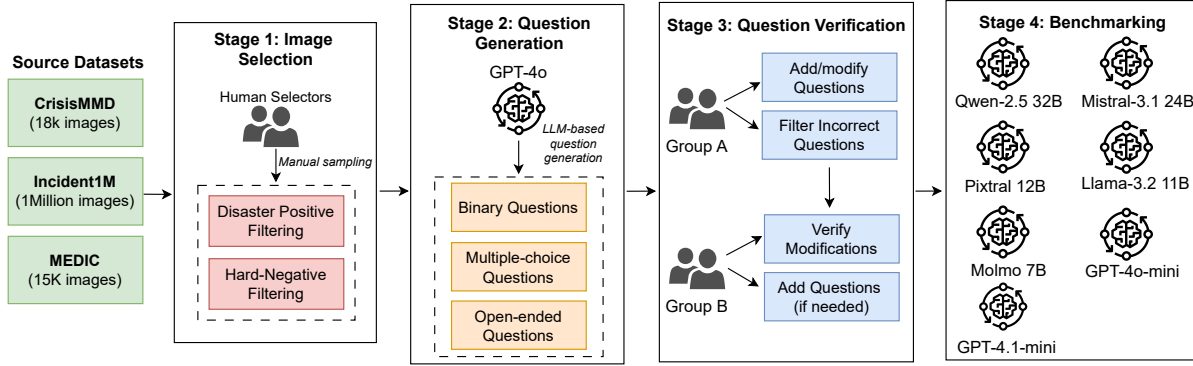 Source Datasets
CrisisMMD
(18k images)
Incident1M
(1Million images)
MEDIC
(15K images)
Stage 1: Image
Selection
Human Selectors
Manual sampling
Disaster Positive
Filtering
Hard-Negative
Filtering
Stage 2: Question
Generation
GPT-4o
LLM-based
question
generation
Binary Questions
Multiple-choice
Questions
Open-ended
Questions
Stage 3: Question Verification
Group A
Add/modify
Questions
Filter Incorrect
Questions
Group B
Verify
Modifications
Add Questions
(if needed)
Stage 4: Benchmarking
Qwen-2.5 32B
Mistral-3.1 24B
Pixtral 12B
Llama-3.2 11B
Molmo 7B
GPT-4o-mini
GPT-4.1-mini